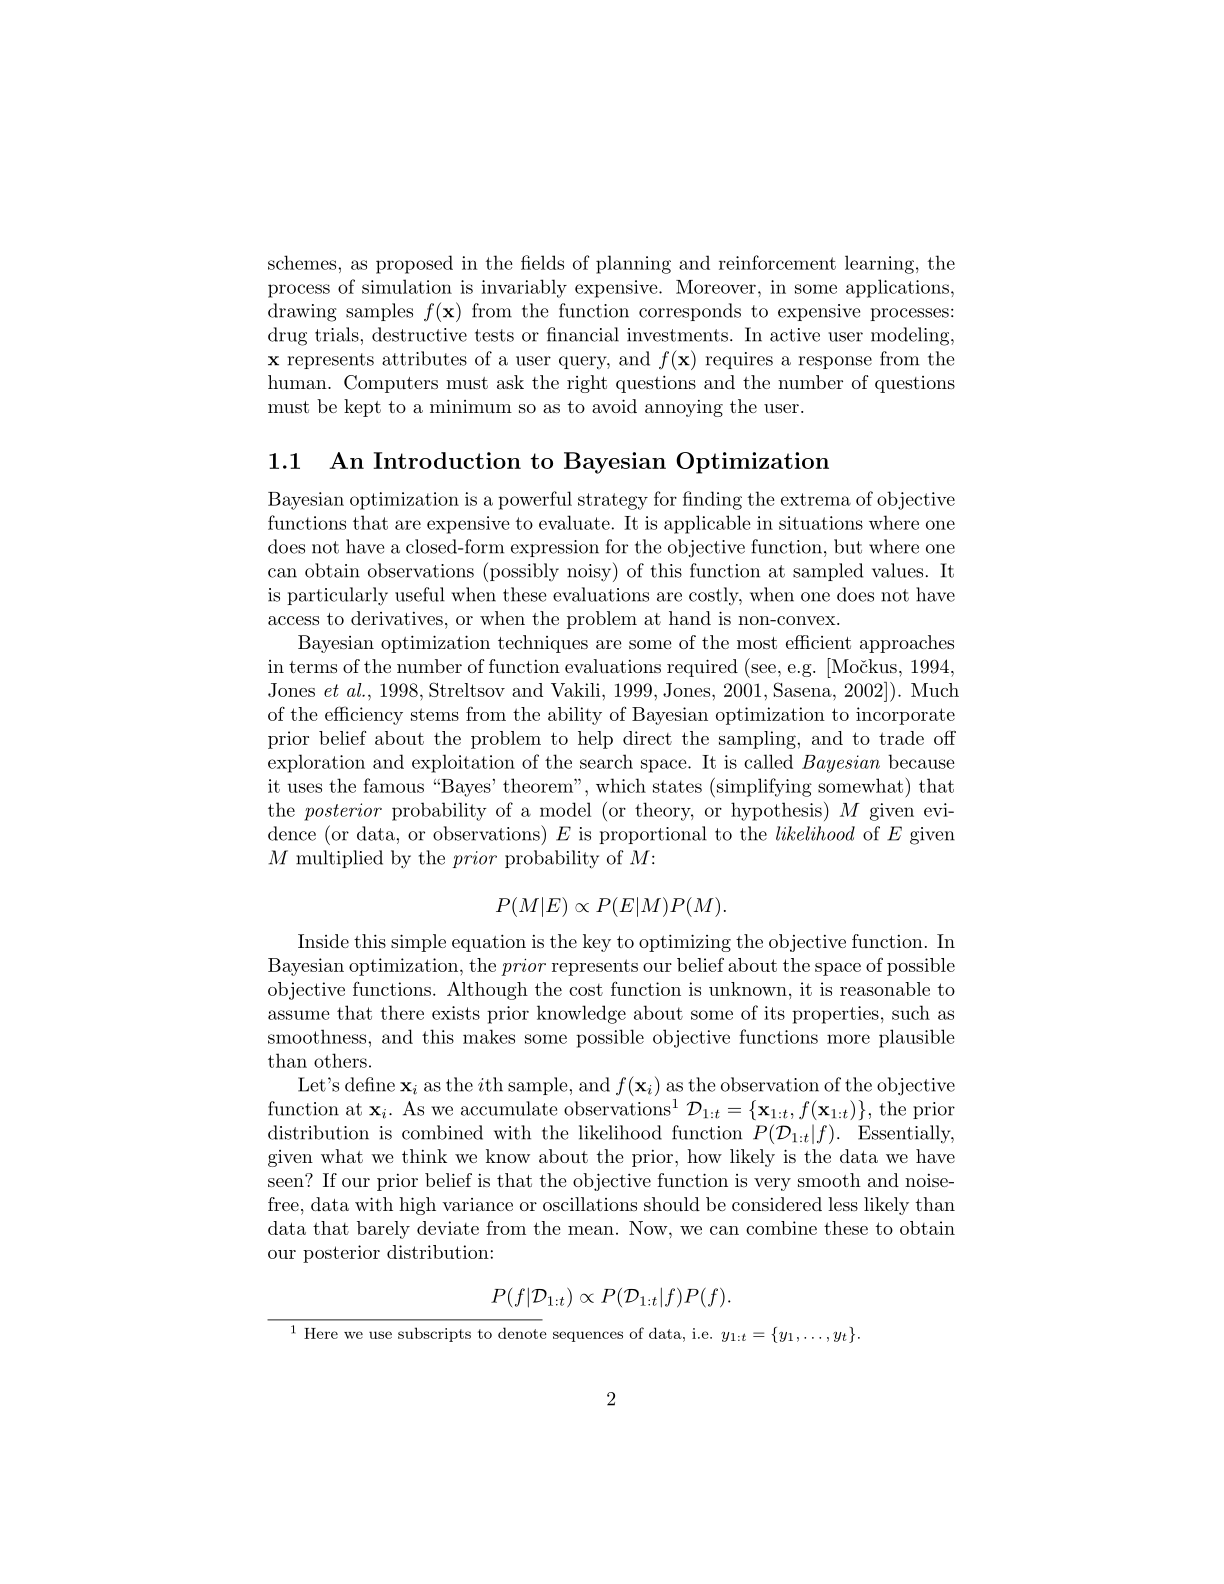 schemes, as proposed in the fields of planning and reinforcement learning, the
process of simulation is invariably expensive. Moreover, in some applications,
drawing samples f(x) from the function corresponds to expensive processes:
drug trials, destructive tests or financial investments. In active user modeling,
x represents attributes of a user query, and f(x) requires a response from the
human. Computers must ask the right questions and the number of questions
must be kept to a minimum so as to avoid annoying the user.
1.1 An Introduction to Bayesian Optimization
Bayesian optimization is a powerful strategy for finding the extrema of objective
functions that are expensive to evaluate. It is applicable in situations where one
does not have a closed-form expression for the objective function, but where one
can obtain observations (possibly noisy) of this function at sampled values. It
is particularly useful when these evaluations are costly, when one does not have
access to derivatives, or when the problem at hand is non-convex.
Bayesian optimization techniques are some of the most efficient approaches
in terms of the number of function evaluations required (see, e.g. [Močkus, 1994,
Jones et al., 1998, Streltsov and Vakili, 1999, Jones, 2001, Sasena, 2002]). Much
of the efficiency stems from the ability of Bayesian optimization to incorporate
prior belief about the problem to help direct the sampling, and to trade off
exploration and exploitation of the search space. It is called Bayesian because
it uses the famous “Bayes’ theorem”, which states (simplifying somewhat) that
the posterior probability of a model (or theory, or hypothesis) M given evi-
dence (or data, or observations) E is proportional to the likelihood of E given
M multiplied by the prior probability of M:
P(M|E) ∝ P(E|M)P(M).
Inside this simple equation is the key to optimizing the objective function. In
Bayesian optimization, the prior represents our belief about the space of possible
objective functions. Although the cost function is unknown, it is reasonable to
assume that there exists prior knowledge about some of its properties, such as
smoothness, and this makes some possible objective functions more plausible
than others.
Let’s define x_i as the ith sample, and f(x_i) as the observation of the objective
function at x_i. As we accumulate observations¹ D_{1:t} = {x_{1:t}, f(x_{1:t})}, the prior
distribution is combined with the likelihood function P(D_{1:t}|f). Essentially,
given what we think we know about the prior, how likely is the data we have
seen? If our prior belief is that the objective function is very smooth and noise-
free, data with high variance or oscillations should be considered less likely than
data that barely deviate from the mean. Now, we can combine these to obtain
our posterior distribution:
P(f|D_{1:t}) ∝ P(D_{1:t}|f)P(f).
¹ Here we use subscripts to denote sequences of data, i.e. y_{1:t} = {y_1, . . . , y_t}.
2